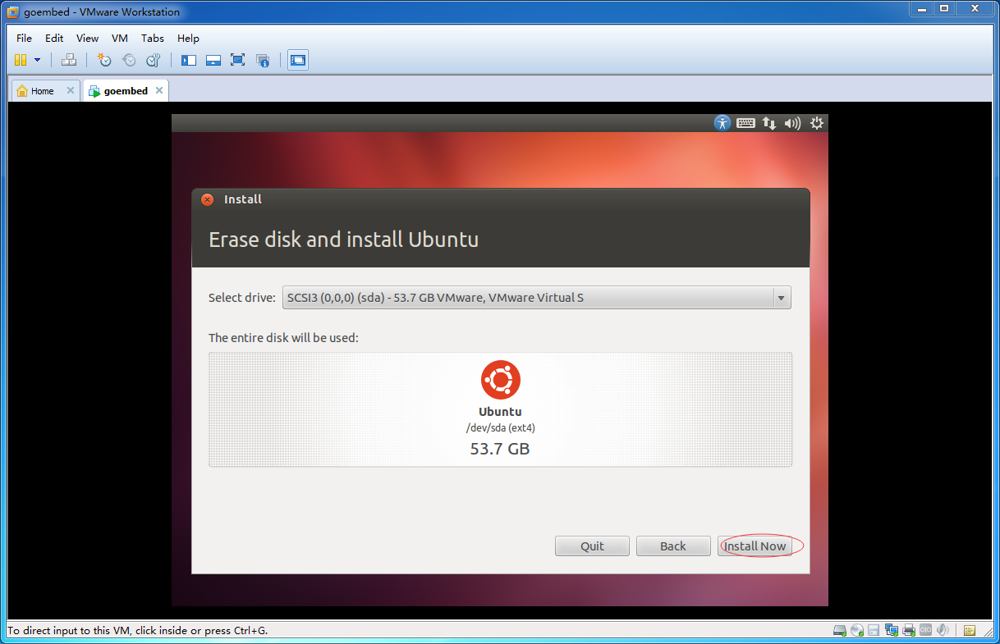 goembed - VMware Workstation
File Edit View VM Tabs Help
Home goembed
Install
Erase disk and install Ubuntu
Select drive: SCSI3 (0,0,0) (sda) - 53.7 GB VMware, VMware Virtual S
The entire disk will be used:
Ubuntu
/dev/sda (ext4)
53.7 GB
Quit Back Install Now
To direct input to this VM, click inside or press Ctrl+G.